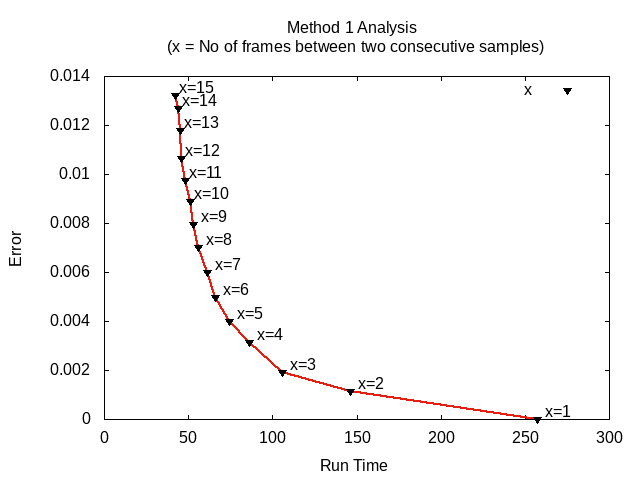 Method 1 Analysis
(x = No of frames between two consecutive samples)
0.014
0.012
0.01
0.008
0.006
0.004
0.002
0
Error
x
x=15
x=14
x=13
x=12
x=11
x=10
x=9
x=8
x=7
x=6
x=5
x=4
x=3
x=2
x=1
0 50 100 150 200 250 300
Run Time